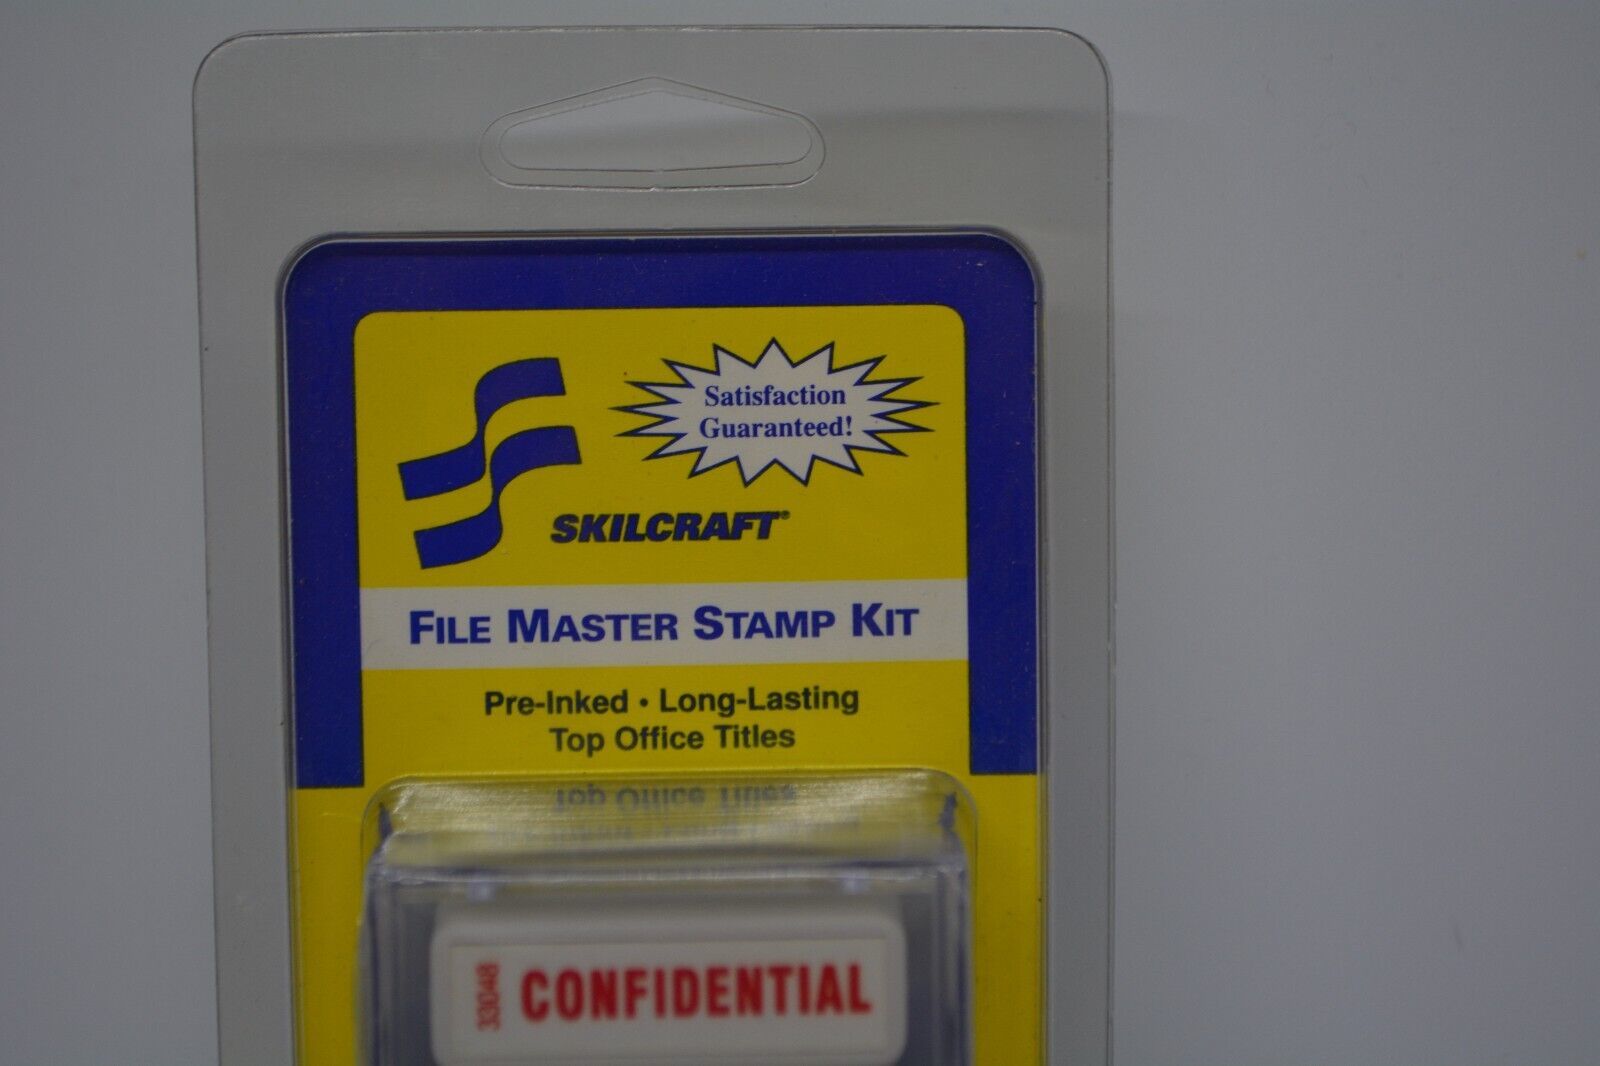 Satisfaction
Guaranteed!
SKILCRAFT®
FILE MASTER STAMP KIT
Pre-Inked • Long-Lasting
Top Office Titles
33048
CONFIDENTIAL